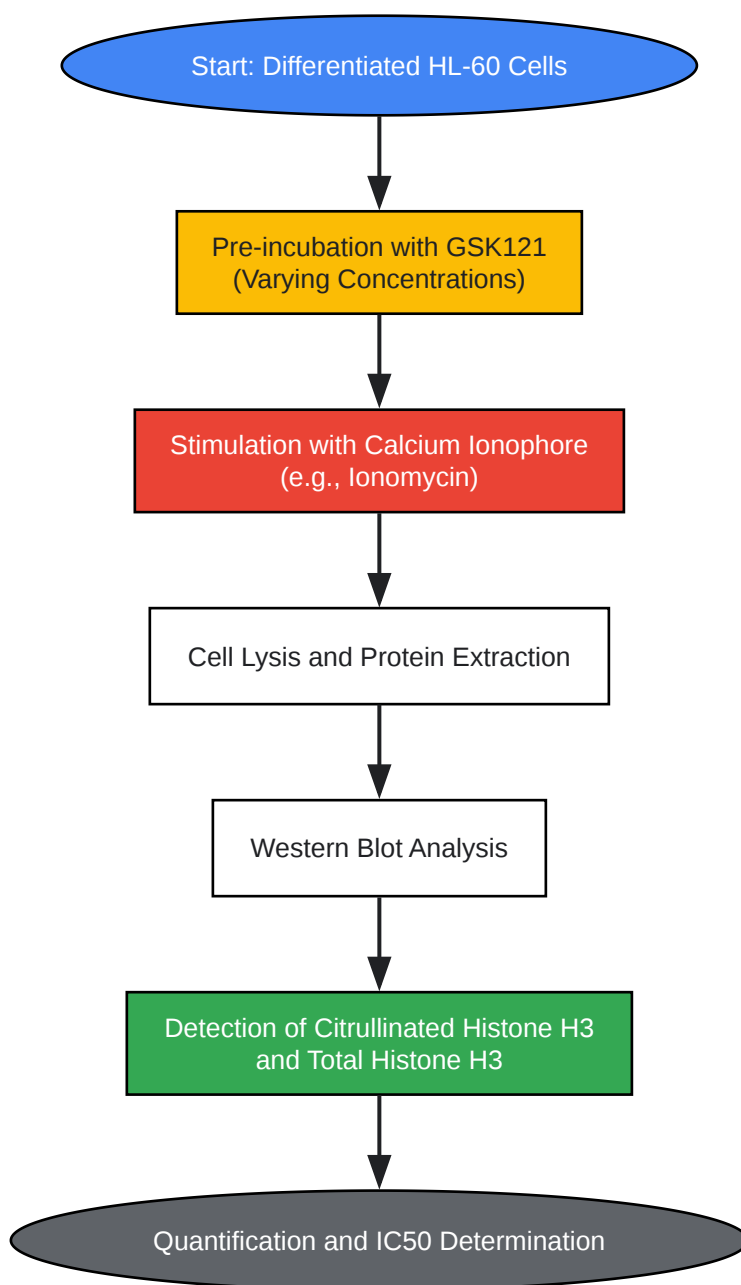 Start: Differentiated HL-60 Cells
Pre-incubation with GSK121
(Varying Concentrations)
Stimulation with Calcium Ionophore
(e.g., Ionomycin)
Cell Lysis and Protein Extraction
Western Blot Analysis
Detection of Citrullinated Histone H3
and Total Histone H3
Quantification and IC50 Determination